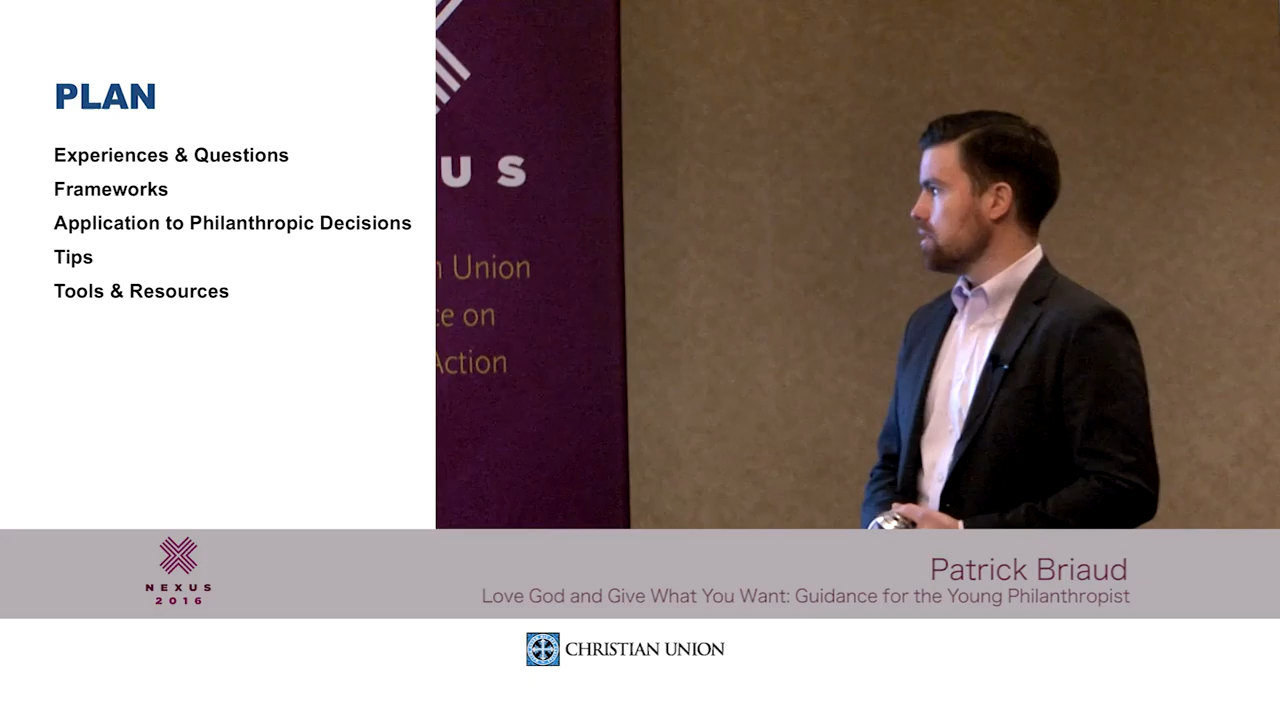 PLAN
Experiences & Questions
Frameworks
Application to Philanthropic Decisions
Tips
Tools & Resources
US
Union
on
Action
NEXUS
2016
Patrick Briaud
Love God and Give What You Want: Guidance for the Young Philanthropist
CHRISTIAN UNION